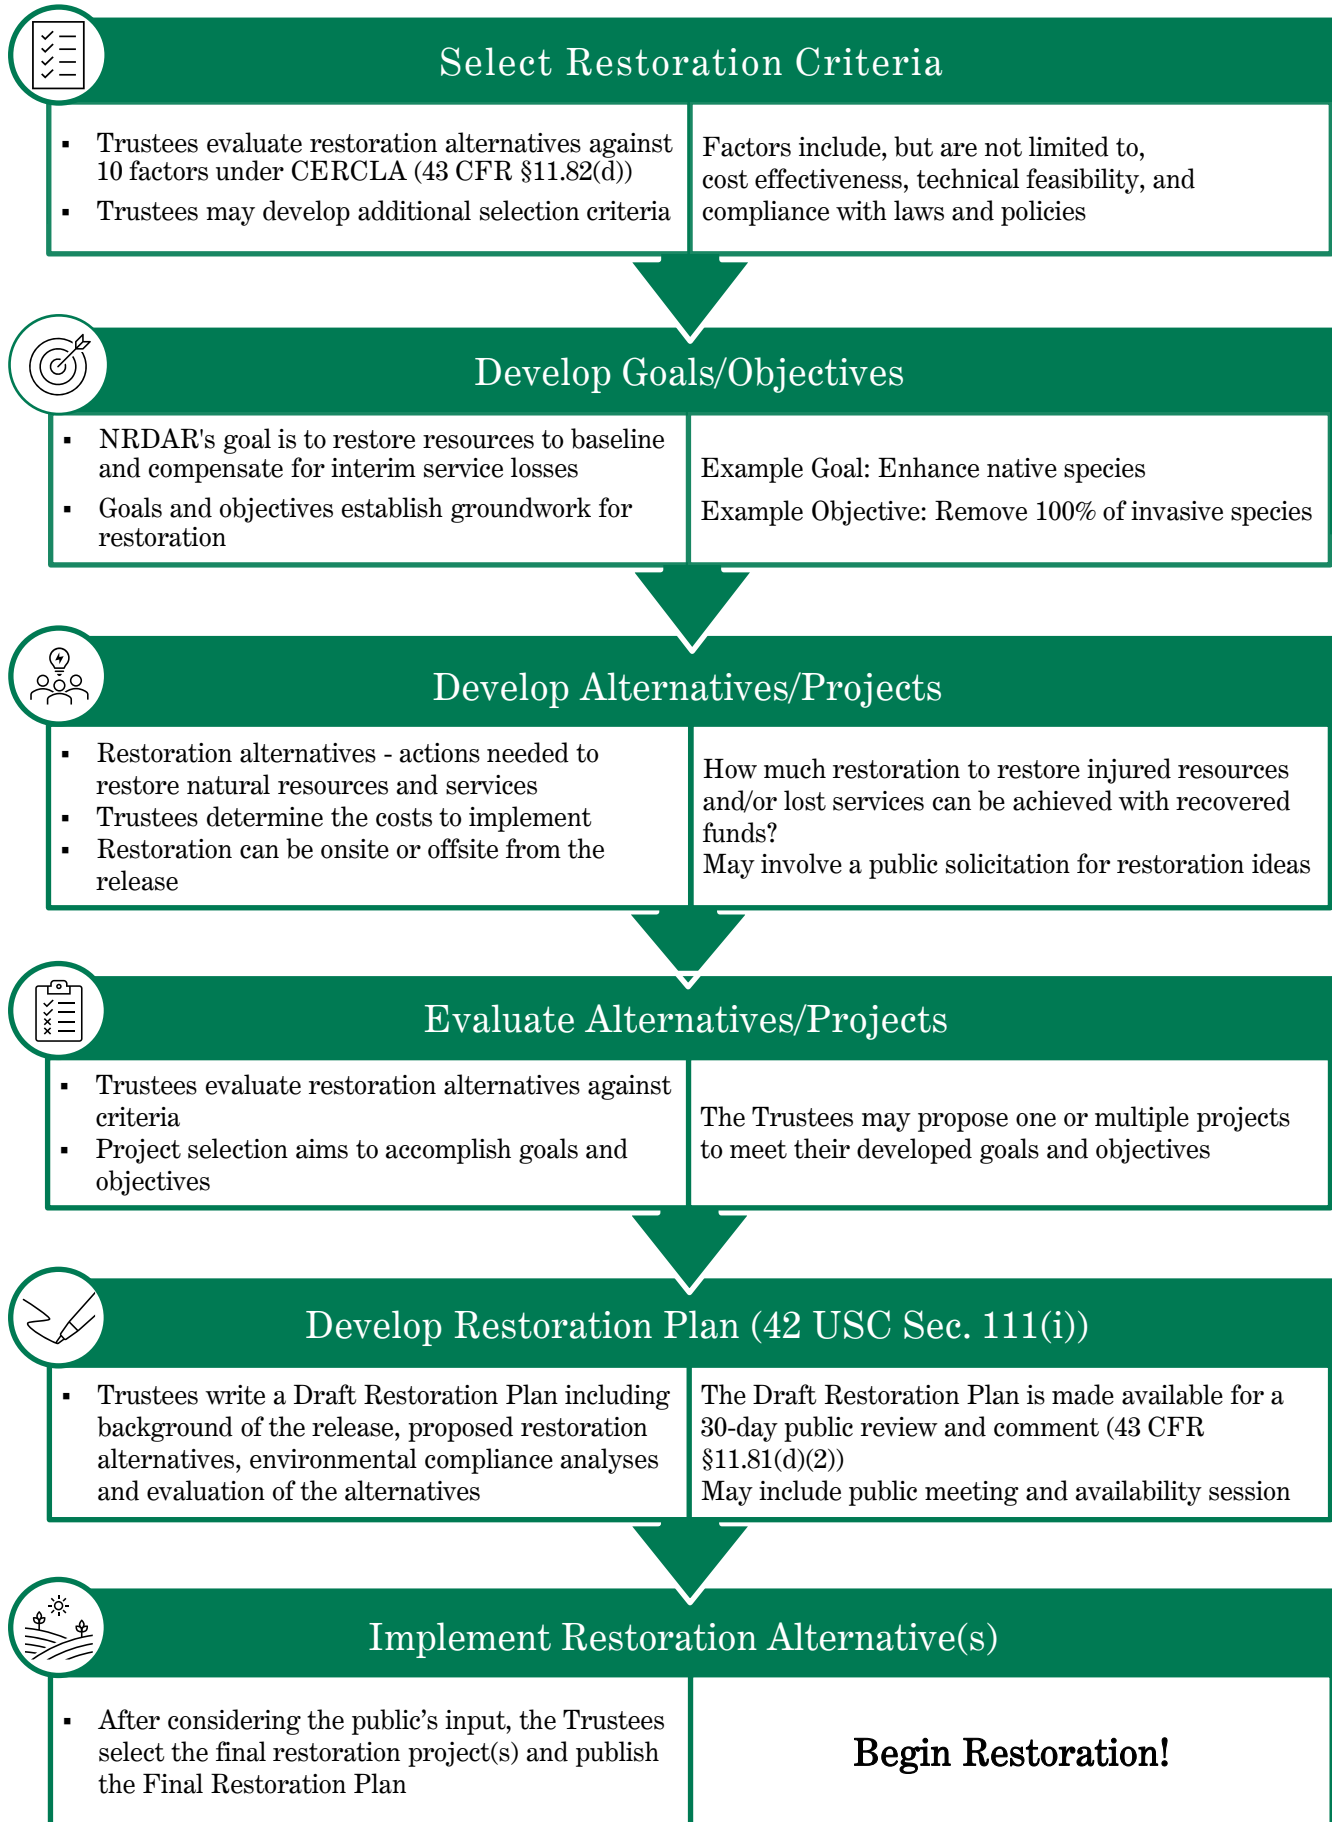 Select Restoration Criteria
▪ Trustees evaluate restoration alternatives against
10 factors under CERCLA (43 CFR §11.82(d))
▪ Trustees may develop additional selection criteria
Factors include, but are not limited to,
cost effectiveness, technical feasibility, and
compliance with laws and policies
Develop Goals/Objectives
▪ NRDAR's goal is to restore resources to baseline
and compensate for interim service losses
▪ Goals and objectives establish groundwork for
restoration
Example Goal: Enhance native species
Example Objective: Remove 100% of invasive species
Develop Alternatives/Projects
▪ Restoration alternatives - actions needed to
restore natural resources and services
▪ Trustees determine the costs to implement
▪ Restoration can be onsite or offsite from the
release
How much restoration to restore injured resources
and/or lost services can be achieved with recovered
funds?
May involve a public solicitation for restoration ideas
Evaluate Alternatives/Projects
▪ Trustees evaluate restoration alternatives against
criteria
▪ Project selection aims to accomplish goals and
objectives
The Trustees may propose one or multiple projects
to meet their developed goals and objectives
Develop Restoration Plan (42 USC Sec. 111(i))
▪ Trustees write a Draft Restoration Plan including
background of the release, proposed restoration
alternatives, environmental compliance analyses
and evaluation of the alternatives
The Draft Restoration Plan is made available for a
30-day public review and comment (43 CFR
§11.81(d)(2))
May include public meeting and availability session
Implement Restoration Alternative(s)
▪ After considering the public’s input, the Trustees
select the final restoration project(s) and publish
the Final Restoration Plan
Begin Restoration!